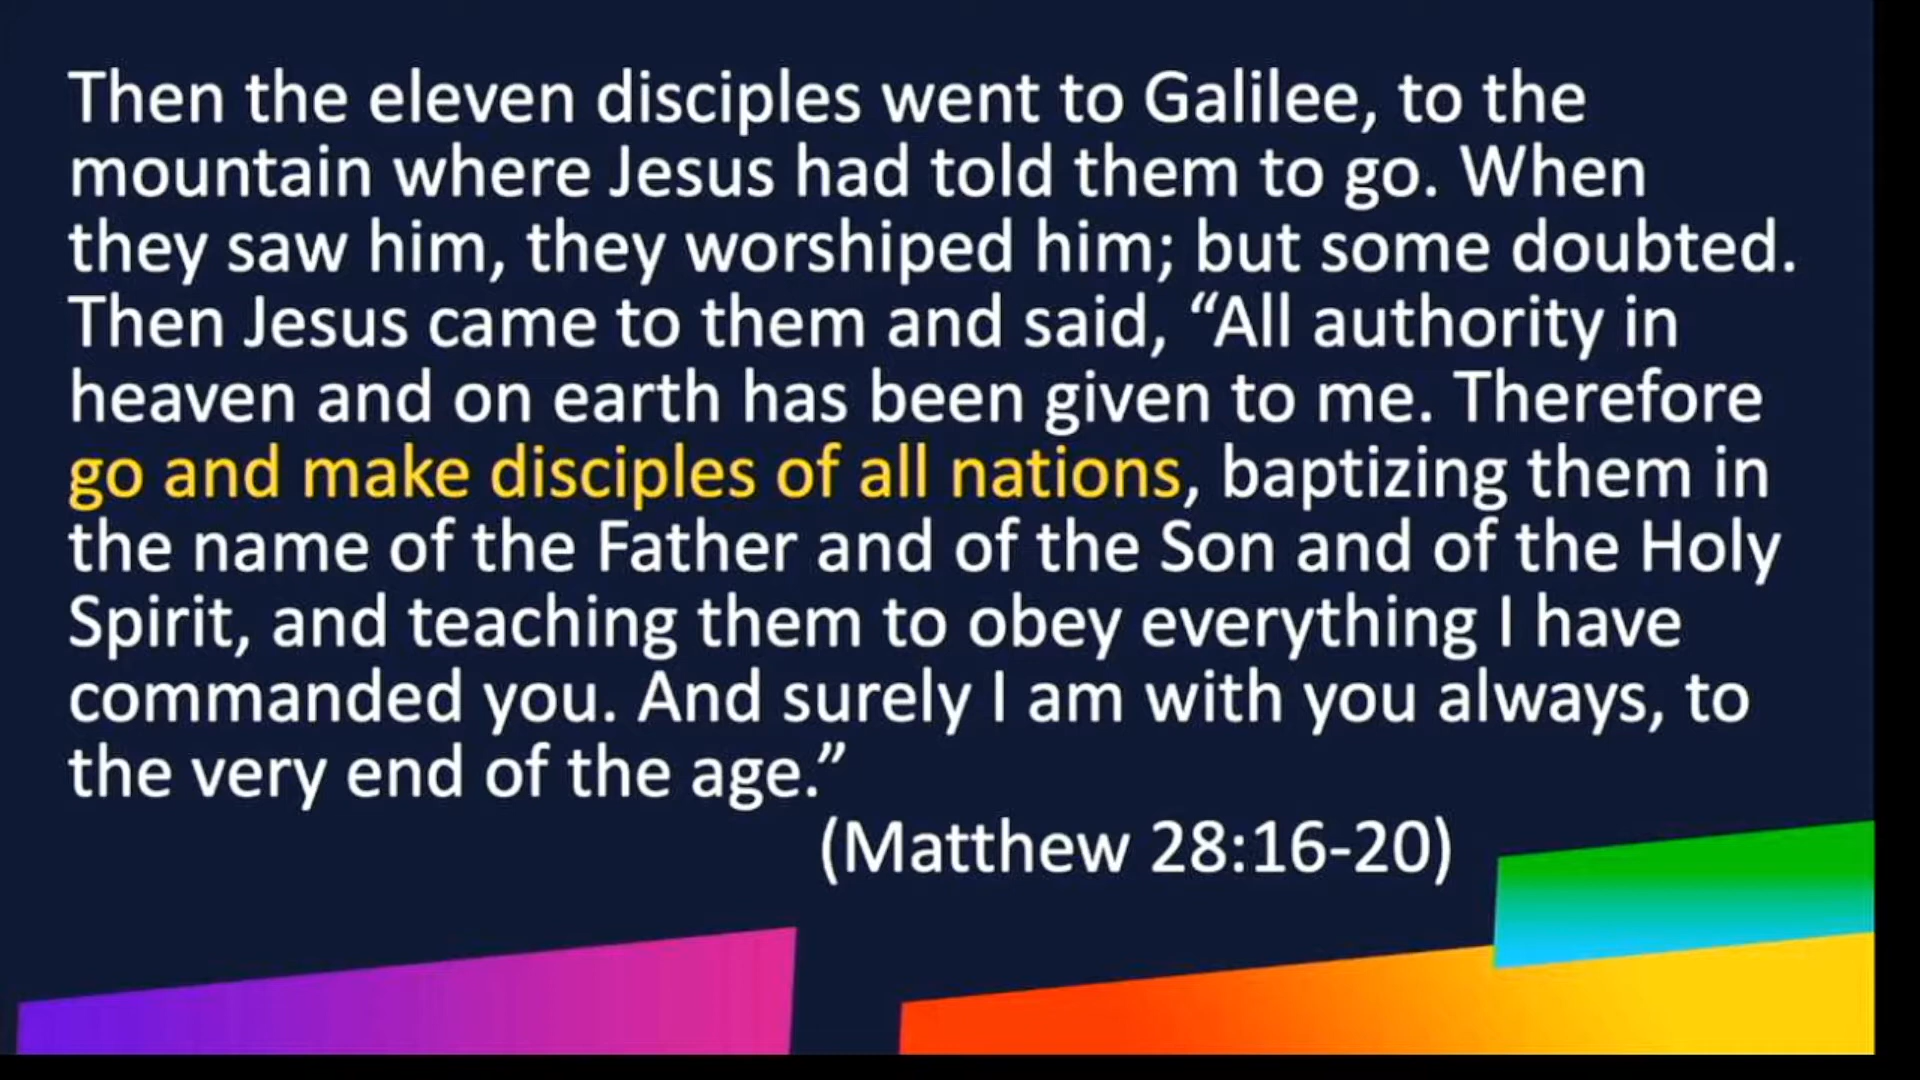 Then the eleven disciples went to Galilee, to the
mountain where Jesus had told them to go. When
they saw him, they worshiped him; but some doubted.
Then Jesus came to them and said, “All authority in
heaven and on earth has been given to me. Therefore
go and make disciples of all nations, baptizing them in
the name of the Father and of the Son and of the Holy
Spirit, and teaching them to obey everything I have
commanded you. And surely I am with you always, to
the very end of the age.”
(Matthew 28:16-20)